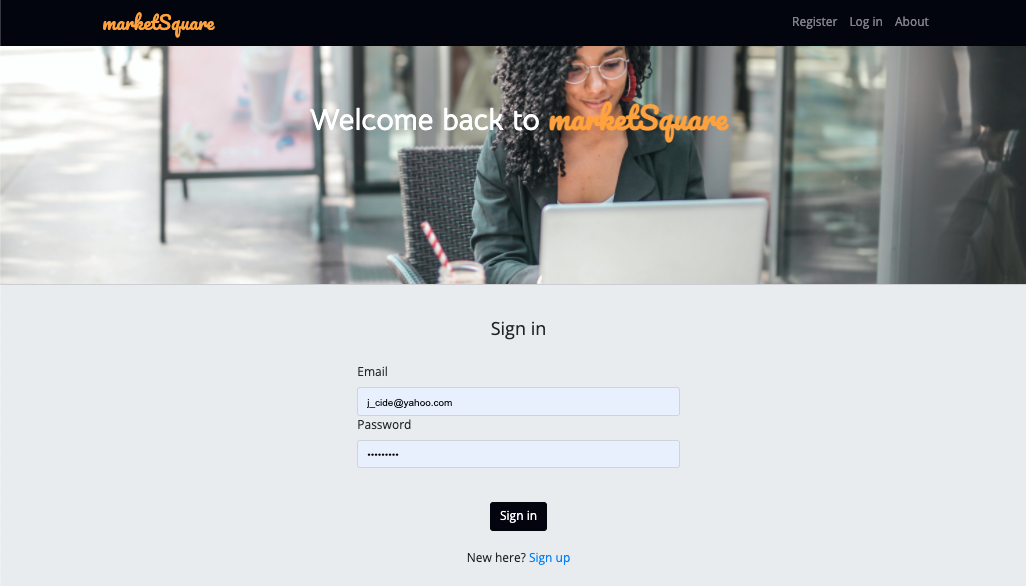 marketSquare
Register Log in About
Welcome back to marketSquare
Sign in
Email
j_cide@yahoo.com
Password
•••••••••
Sign in
New here? Sign up